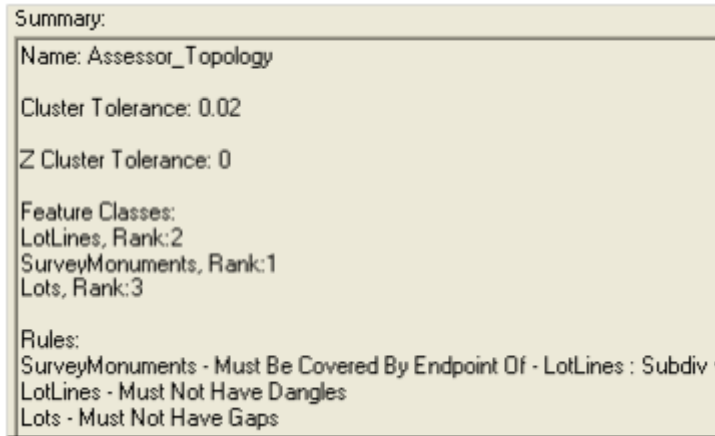 Summary:
Name: Assessor_Topology
Cluster Tolerance: 0.02
Z Cluster Tolerance: 0
Feature Classes:
LotLines, Rank:2
SurveyMonuments, Rank:1
Lots, Rank:3
Rules:
SurveyMonuments - Must Be Covered By Endpoint Of - LotLines : Subdiv
LotLines - Must Not Have Dangles
Lots - Must Not Have Gaps